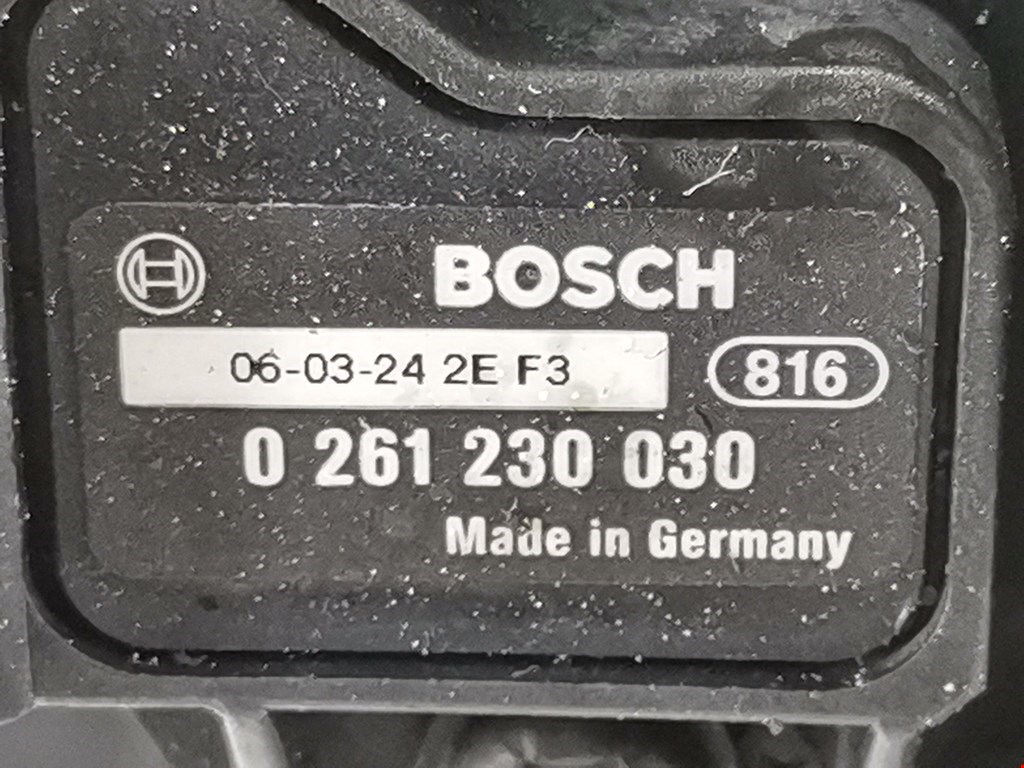 BOSCH
06-03-24 2E F3 816
0 261 230 030
Made in Germany